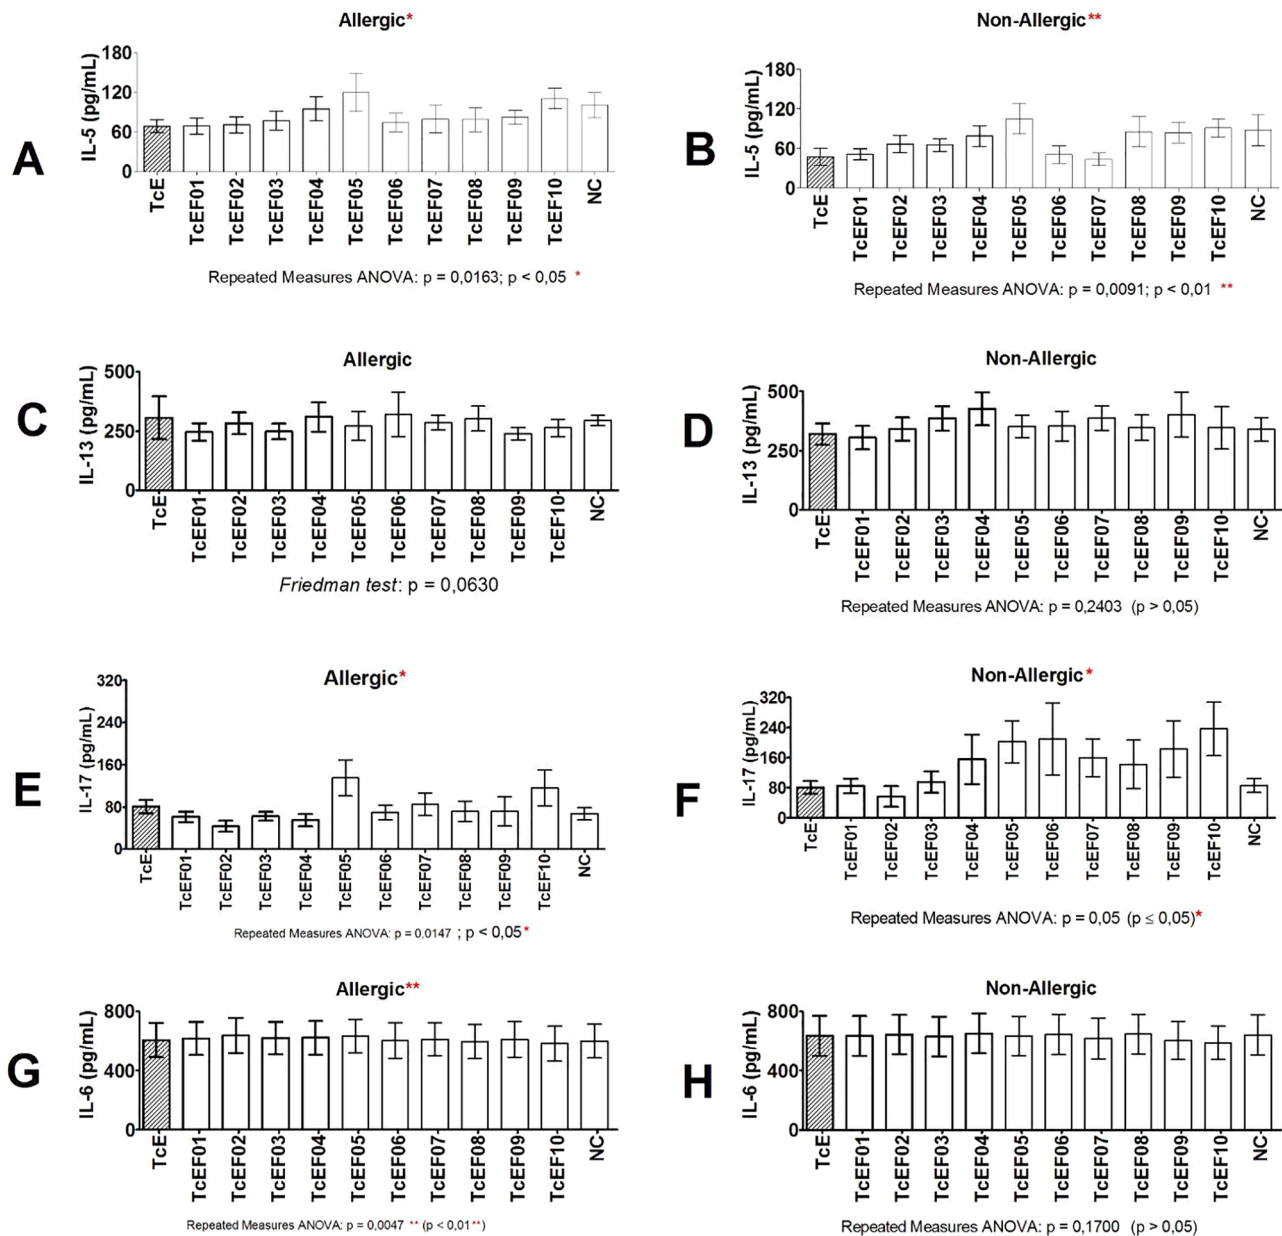 Allergic*
IL-5 (pg/mL)
180
120
60
0
A
TcE
TcEF01
TcEF02
TcEF03
TcEF04
TcEF05
TcEF06
TcEF07
TcEF08
TcEF09
TcEF10
NC
Repeated Measures ANOVA: p = 0,0163; p < 0,05 *
Non-Allergic**
IL-5 (pg/mL)
180
120
60
0
B
TcE
TcEF01
TcEF02
TcEF03
TcEF04
TcEF05
TcEF06
TcEF07
TcEF08
TcEF09
TcEF10
NC
Repeated Measures ANOVA: p = 0,0091; p < 0,01 **
Allergic
IL-13 (pg/mL)
500
250
0
C
TcE
TcEF01
TcEF02
TcEF03
TcEF04
TcEF05
TcEF06
TcEF07
TcEF08
TcEF09
TcEF10
NC
Friedman test: p = 0,0630
Non-Allergic
IL-13 (pg/mL)
500
250
0
D
TcE
TcEF01
TcEF02
TcEF03
TcEF04
TcEF05
TcEF06
TcEF07
TcEF08
TcEF09
TcEF10
NC
Repeated Measures ANOVA: p = 0,2403 (p > 0,05)
Allergic*
IL-17 (pg/mL)
320
240
160
80
0
E
TcE
TcEF01
TcEF02
TcEF03
TcEF04
TcEF05
TcEF06
TcEF07
TcEF08
TcEF09
TcEF10
NC
Repeated Measures ANOVA: p = 0,0147 ; p < 0,05 *
Non-Allergic*
IL-17 (pg/mL)
320
240
160
80
0
F
TcE
TcEF01
TcEF02
TcEF03
TcEF04
TcEF05
TcEF06
TcEF07
TcEF08
TcEF09
TcEF10
NC
Repeated Measures ANOVA: p = 0,05 (p ≤ 0,05)*
Allergic**
IL-6 (pg/mL)
800
400
0
G
TcE
TcEF01
TcEF02
TcEF03
TcEF04
TcEF05
TcEF06
TcEF07
TcEF08
TcEF09
TcEF10
NC
Repeated Measures ANOVA: p = 0,0047 ** (p < 0,01**)
Non-Allergic
IL-6 (pg/mL)
800
400
0
H
TcE
TcEF01
TcEF02
TcEF03
TcEF04
TcEF05
TcEF06
TcEF07
TcEF08
TcEF09
TcEF10
NC
Repeated Measures ANOVA: p = 0,1700 (p > 0,05)